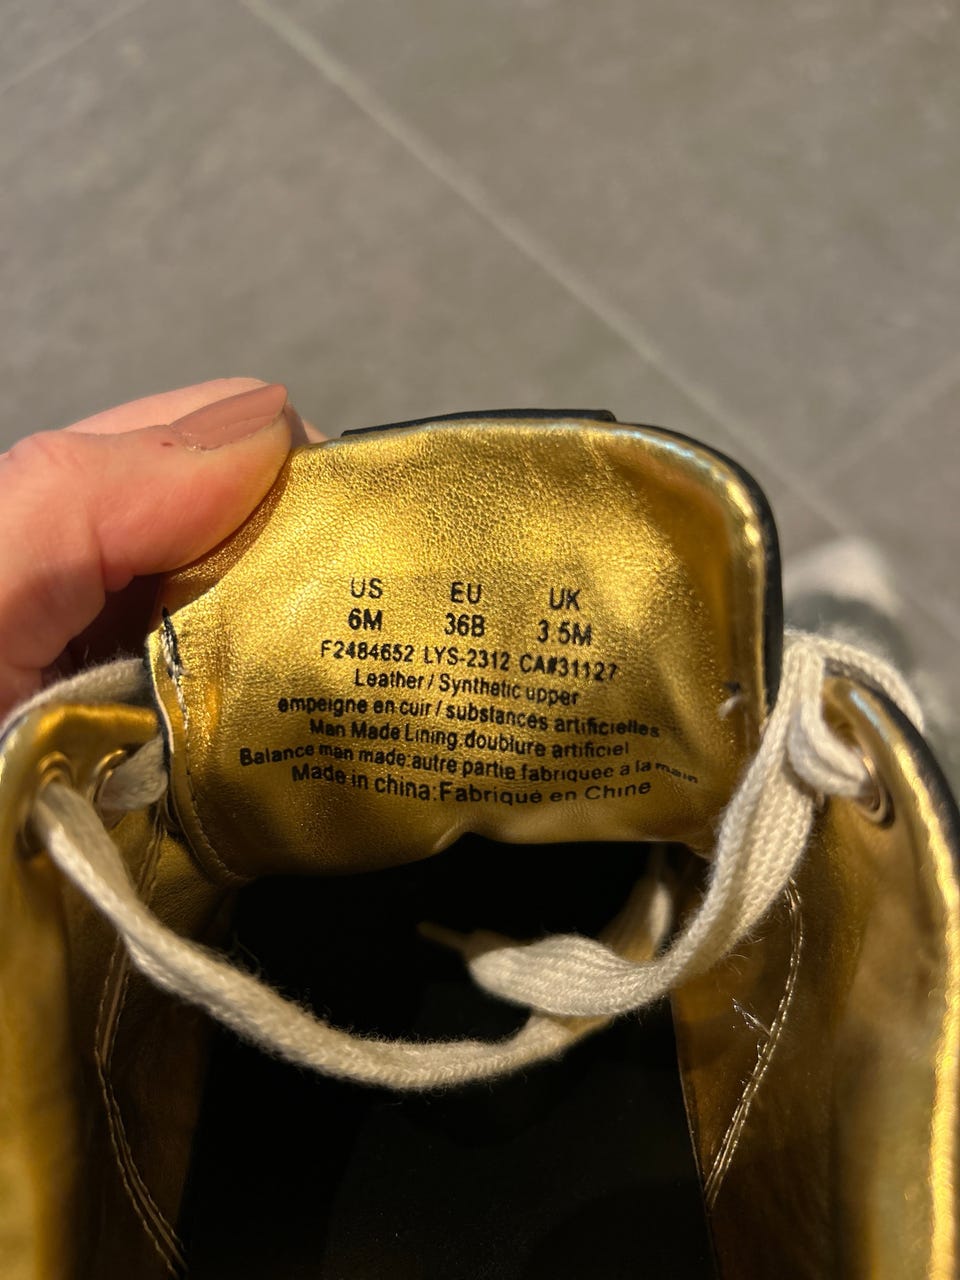 US EU UK
6M 36B 3.5M
F2484652 LYS-2312 CA#31127
Leather / Synthetic upper
empeigne en cuir / substances artificielles
Man Made Lining:doublure artificiel
Balance man made:autre partie fabriquee a la main
Made in china:Fabriqué en Chine